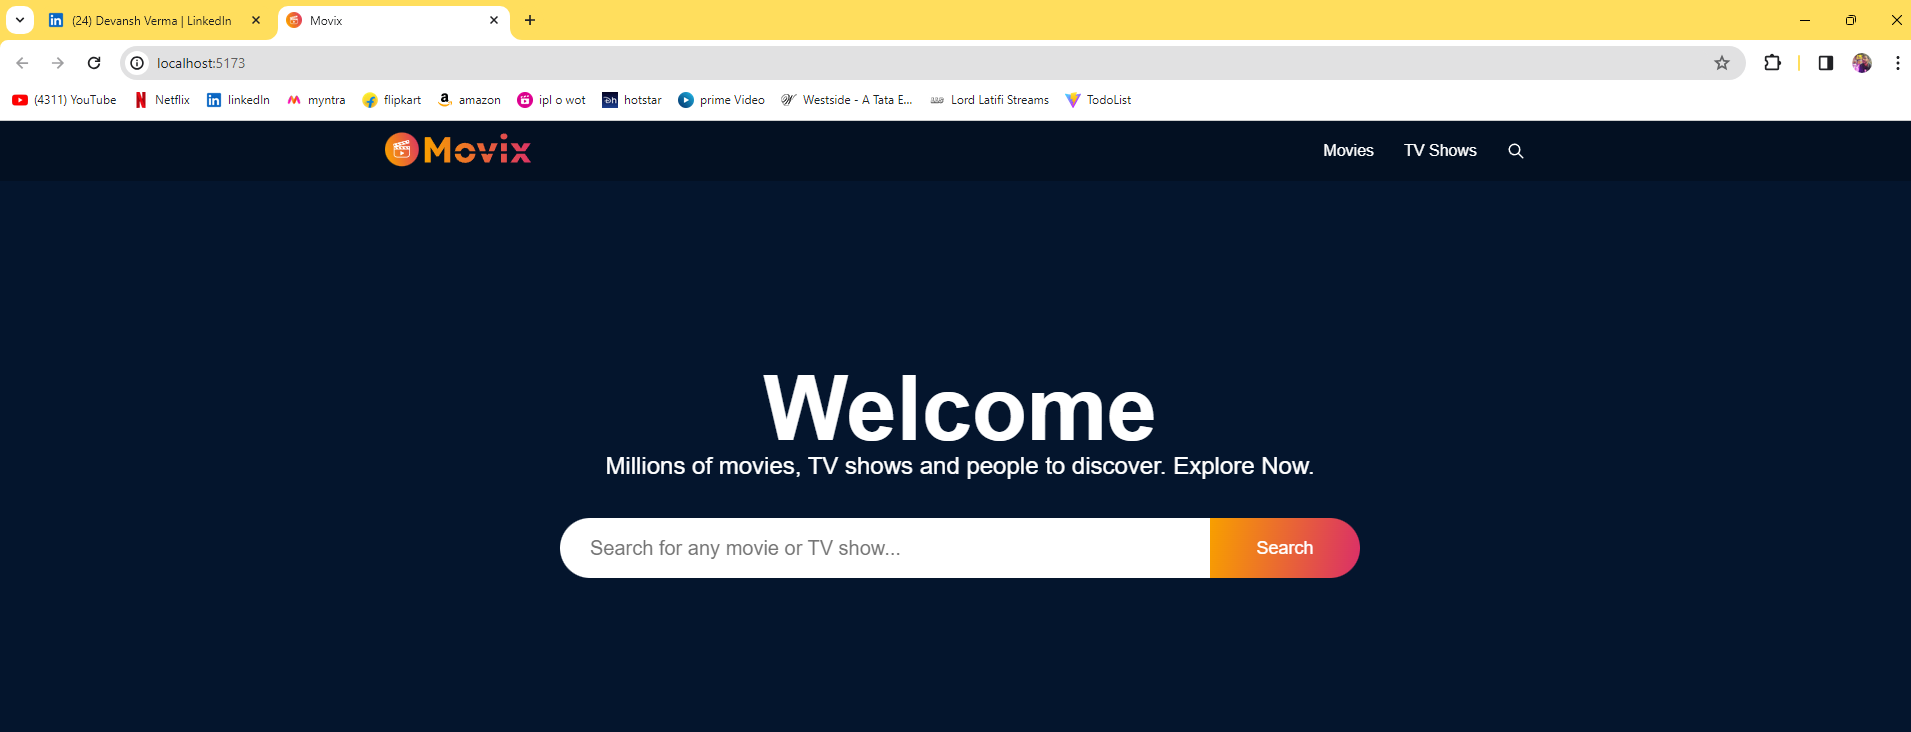 (24) Devansh Verma | LinkedIn
Movix
localhost:5173
(4311) YouTube Netflix linkedIn myntra flipkart amazon ipl o wot hotstar prime Video Westside - A Tata E... Lord Latifi Streams TodoList
Movix Movies TV Shows
Welcome
Millions of movies, TV shows and people to discover. Explore Now.
Search for any movie or TV show... Search